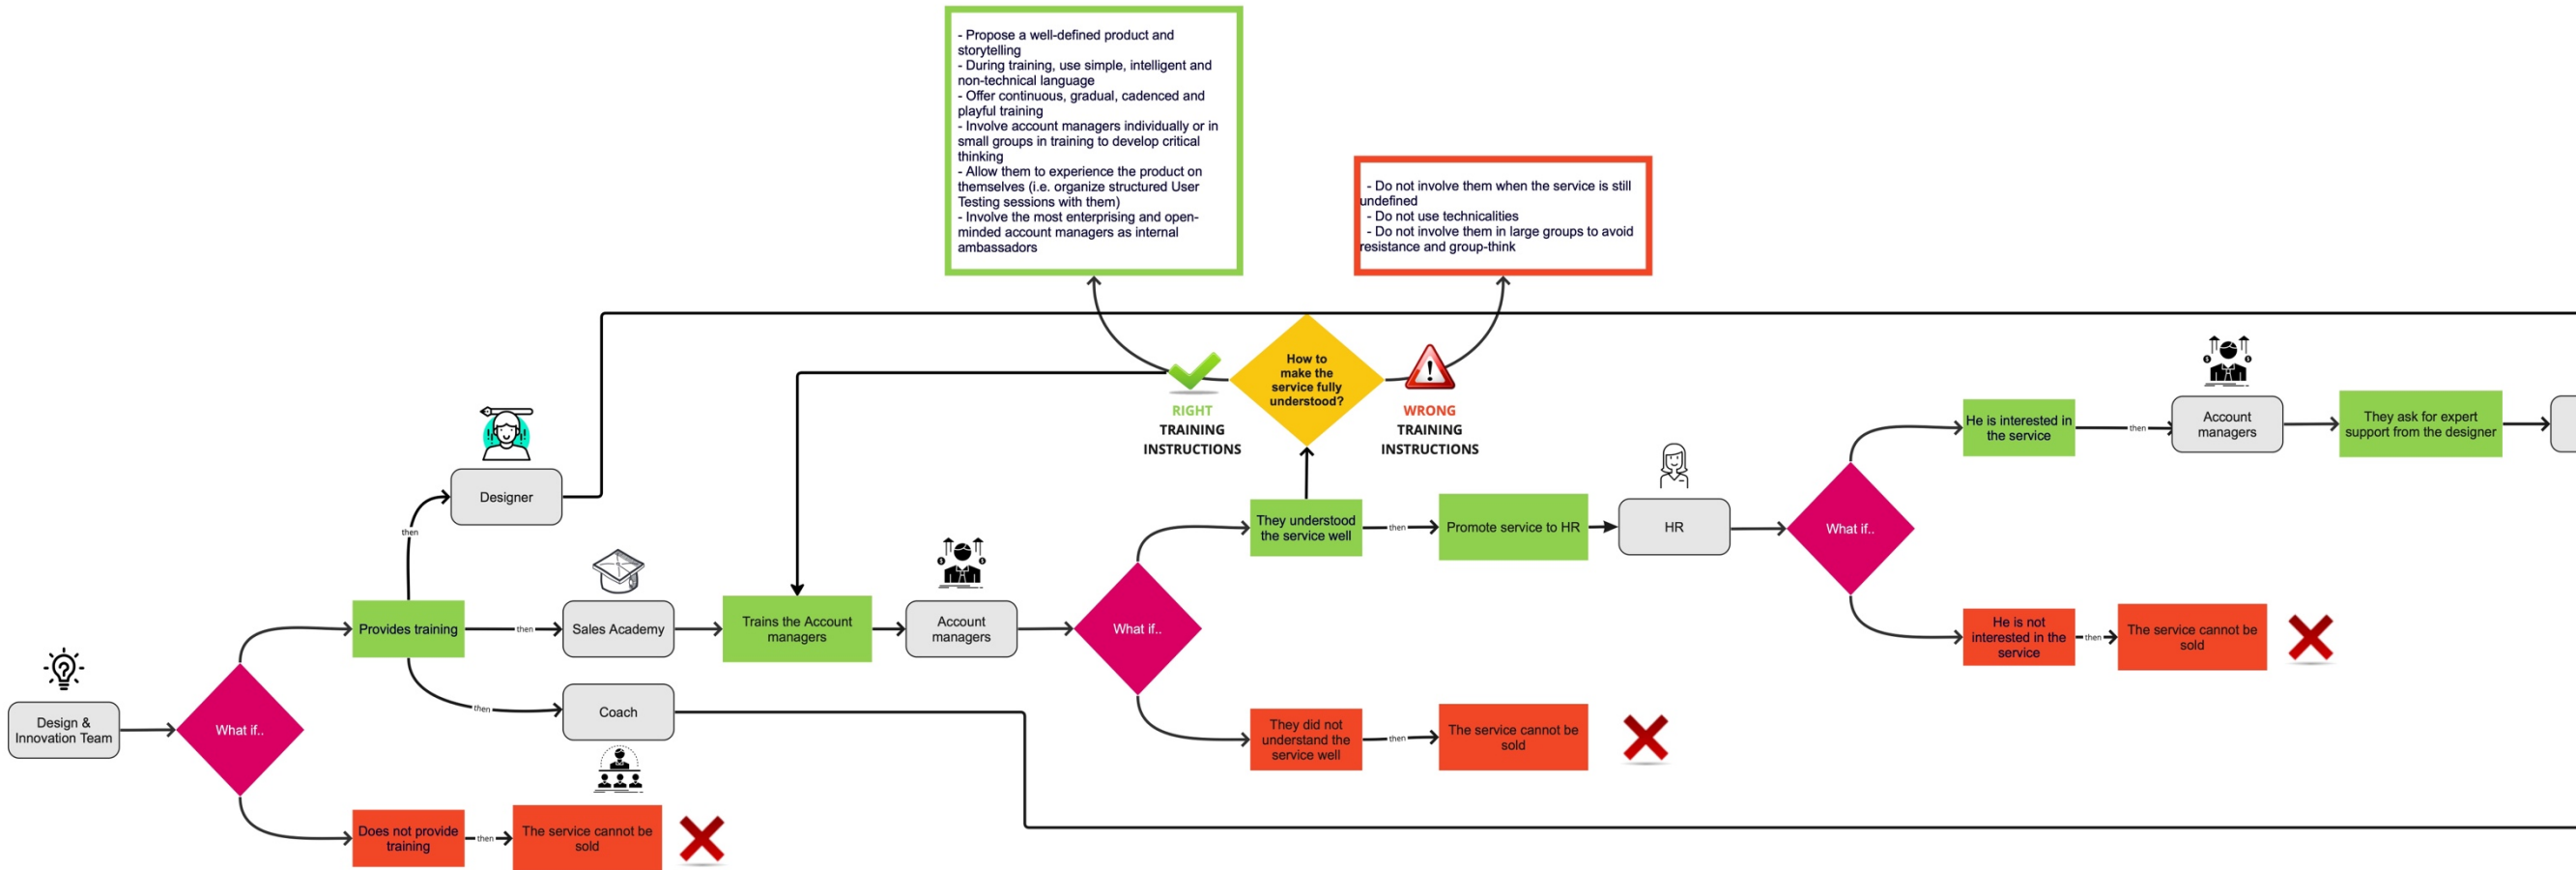 - Propose a well-defined product and
storytelling
- During training, use simple, intelligent and
non-technical language
- Offer continuous, gradual, cadenced and
playful training
- Involve account managers individually or in
small groups in training to develop critical
thinking
- Allow them to experience the product on
themselves (i.e. organize structured User
Testing sessions with them)
- Involve the most enterprising and open-
minded account managers as internal
ambassadors
- Do not involve them when the service is still
undefined
- Do not use technicalities
- Do not involve them in large groups to avoid
resistance and group-think
How to
make the
service fully
understood?
RIGHT
TRAINING
INSTRUCTIONS
WRONG
TRAINING
INSTRUCTIONS
Design &
Innovation Team
What if..
Provides training
then
Designer
then
Sales Academy
then
Coach
Does not provide
training
then
The service cannot be
sold
Trains the Account
managers
Account
managers
What if..
They understood
the service well
then
Promote service to HR
HR
They did not
understand the
service well
then
The service cannot be
sold
What if..
He is interested in
the service
then
Account
managers
They ask for expert
support from the designer
He is not
interested in the
service
then
The service cannot be
sold